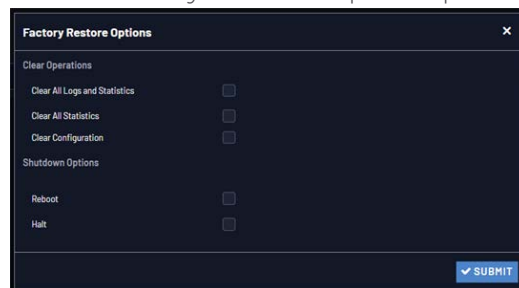 Factory Restore Options
Clear Operations
Clear All Logs and Statistics
Clear All Statistics
Clear Configuration
Shutdown Options
Reboot
Halt
SUBMIT